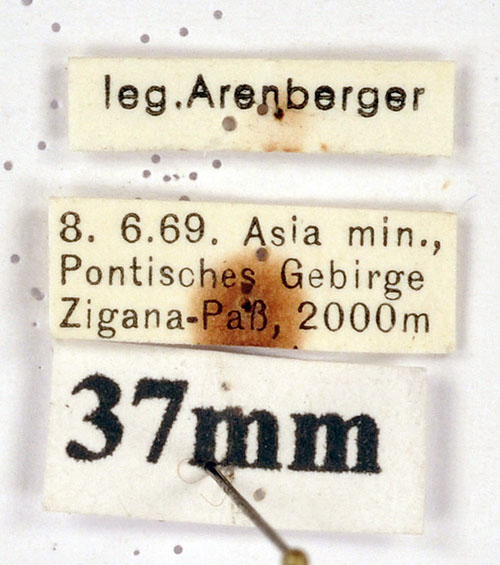 leg.Arenberger
8. 6.69. Asia min.,
Pontisches Gebirge
Zigana-Paß, 2000m
37mm